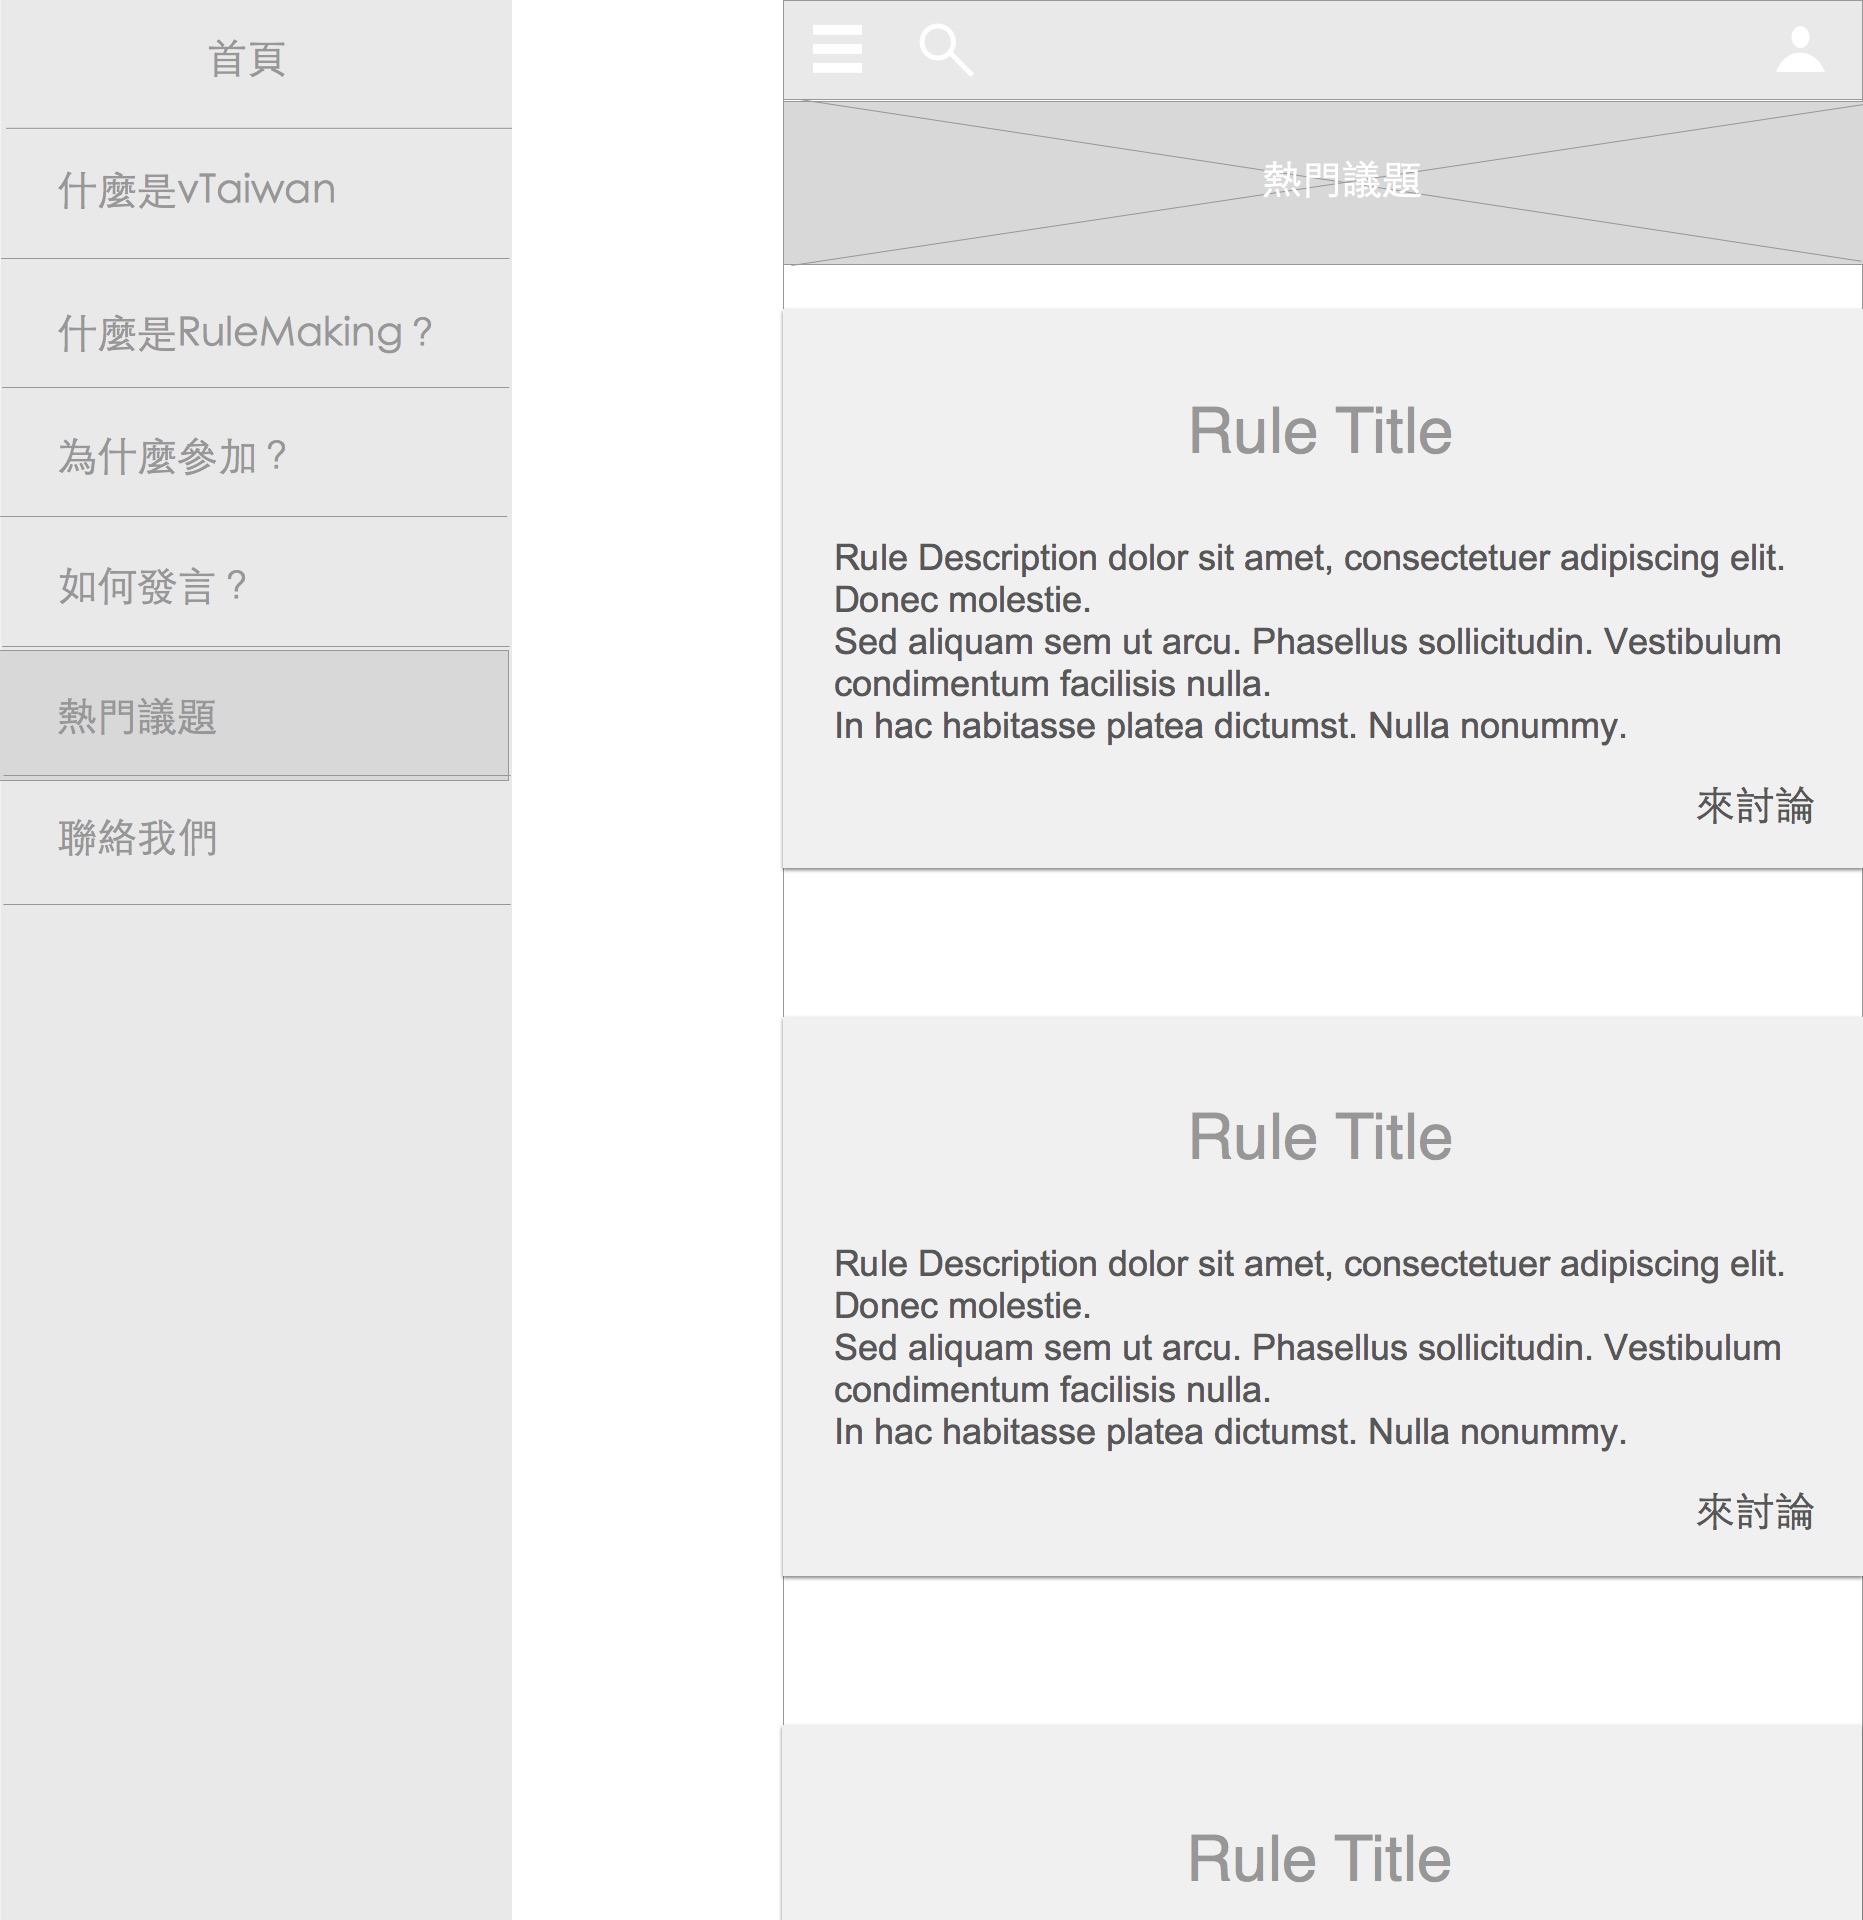 首頁
什麼是vTaiwan
什麼是RuleMaking？
為什麼參加？
如何發言？
熱門議題
聯絡我們
熱門議題
Rule Title
Rule Description dolor sit amet, consectetuer adipiscing elit.
Donec molestie.
Sed aliquam sem ut arcu. Phasellus sollicitudin. Vestibulum
condimentum facilisis nulla.
In hac habitasse platea dictumst. Nulla nonummy.
來討論
Rule Title
Rule Description dolor sit amet, consectetuer adipiscing elit.
Donec molestie.
Sed aliquam sem ut arcu. Phasellus sollicitudin. Vestibulum
condimentum facilisis nulla.
In hac habitasse platea dictumst. Nulla nonummy.
來討論
Rule Title